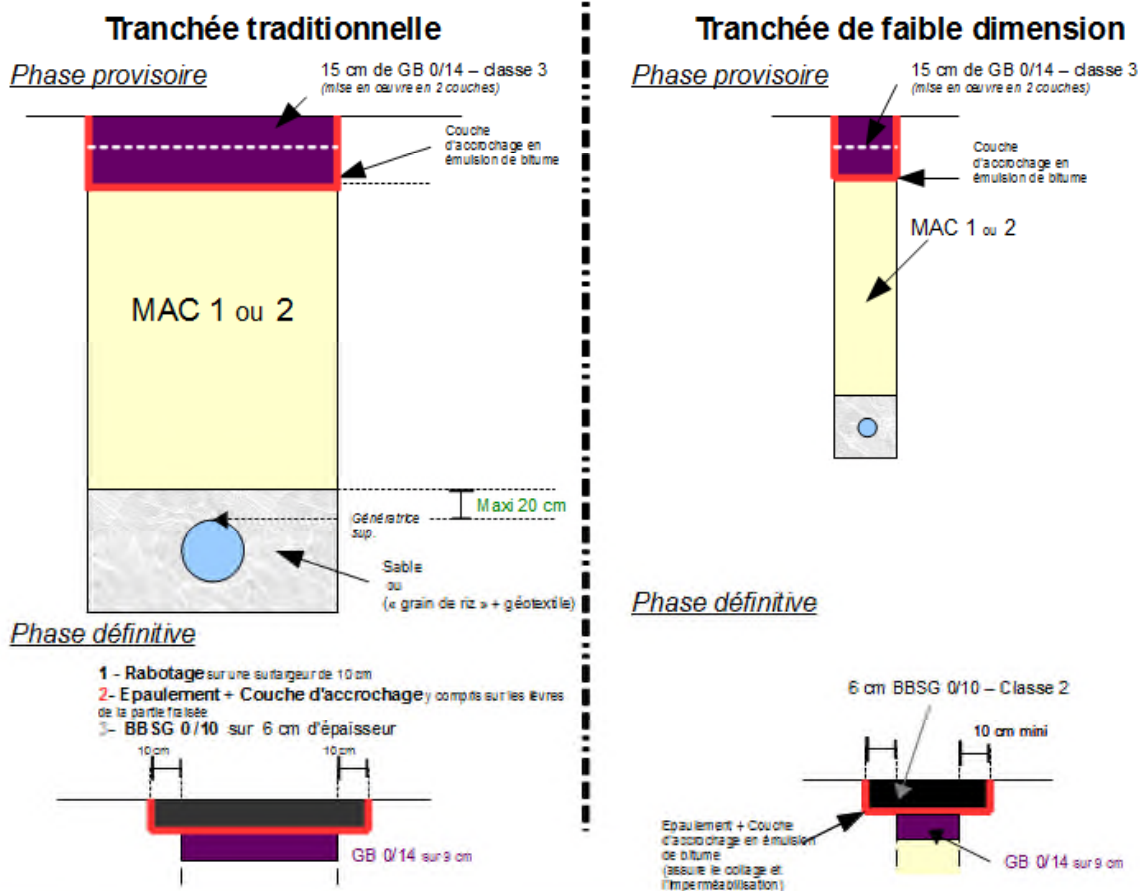 Tranchée traditionnelle
Phase provisoire
15 cm de GB 0/14 – classe 3
(mise en œuvre en 2 couches)
Couche
d'accrochage en
émulsion de bitume
MAC 1 ou 2
Maxi 20 cm
Génératrice
sup.
Sable
ou
(« grain de riz » + géotextile)
Phase définitive
1 - Rabotage sur une surlargeur de 10 cm
2- Epaulement + Couche d'accrochage y compris sur les lèvres
de la partie fraisée
3- BBSG 0/10 sur 6 cm d'épaisseur
10 cm
10 cm
GB 0/14 sur 9 cm
Tranchée de faible dimension
Phase provisoire
15 cm de GB 0/14 – classe 3
(mise en œuvre en 2 couches)
Couche
d'accrochage en
émulsion de bitume
MAC 1 ou 2
Phase définitive
6 cm BBSG 0/10 – Classe 2
10 cm mini
Epaulement + Couche
d'accrochage en émulsion
de bitume
(assure le collage et
l'imperméabilisation)
GB 0/14 sur 9 cm